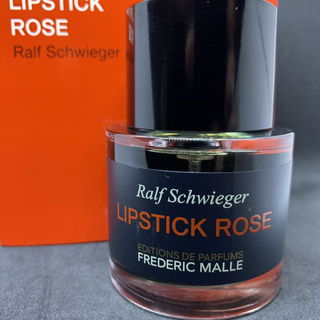 LIPSTICK
ROSE
Ralf Schwieger
Ralf Schwieger
LIPSTICK ROSE
EDITIONS DE PARFUMS
FREDERIC MALLE